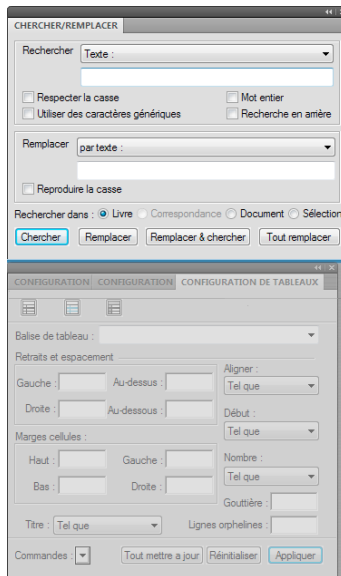 CHERCHER/REMPLACER
Rechercher Texte :
Respecter la casse Mot entier
Utiliser des caractères génériques Recherche en arrière
Remplacer par texte :
Reproduire la casse
Rechercher dans : Livre Correspondance Document Sélection
Chercher Remplacer Remplacer & chercher Tout remplacer
CONFIGURATION CONFIGURATION CONFIGURATION DE TABLEAUX
Balise de tableau :
Retraits et espacement
Aligner :
Gauche : Au-dessus : Tel que
Droite : Au-dessous : Début :
Tel que
Marges cellules :
Haut : Gauche : Nombre :
Tel que
Bas : Droite :
Gouttière :
Titre : Tel que Lignes orphelines :
Commandes : Tout mettre a jour Réinitialiser Appliquer